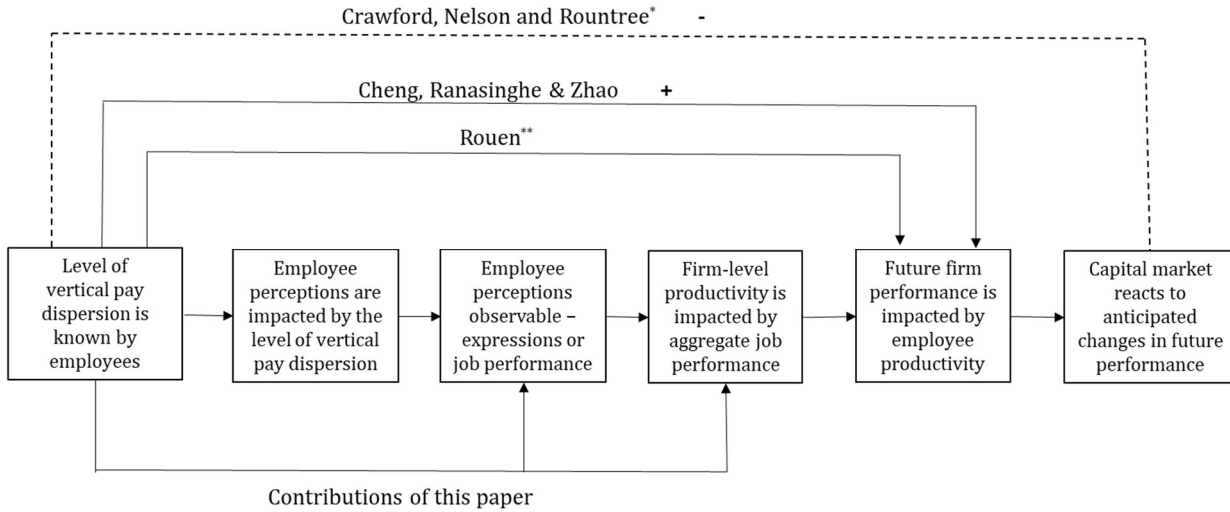 Crawford, Nelson and Rountree* -
Cheng, Ranasinghe & Zhao +
Rouen**
Level of
vertical pay
dispersion is
known by
employees
Employee
perceptions are
impacted by the
level of vertical
pay dispersion
Employee
perceptions
observable –
expressions or
job performance
Firm-level
productivity is
impacted by
aggregate job
performance
Future firm
performance is
impacted by
employee
productivity
Capital market
reacts to
anticipated
changes in future
performance
Contributions of this paper